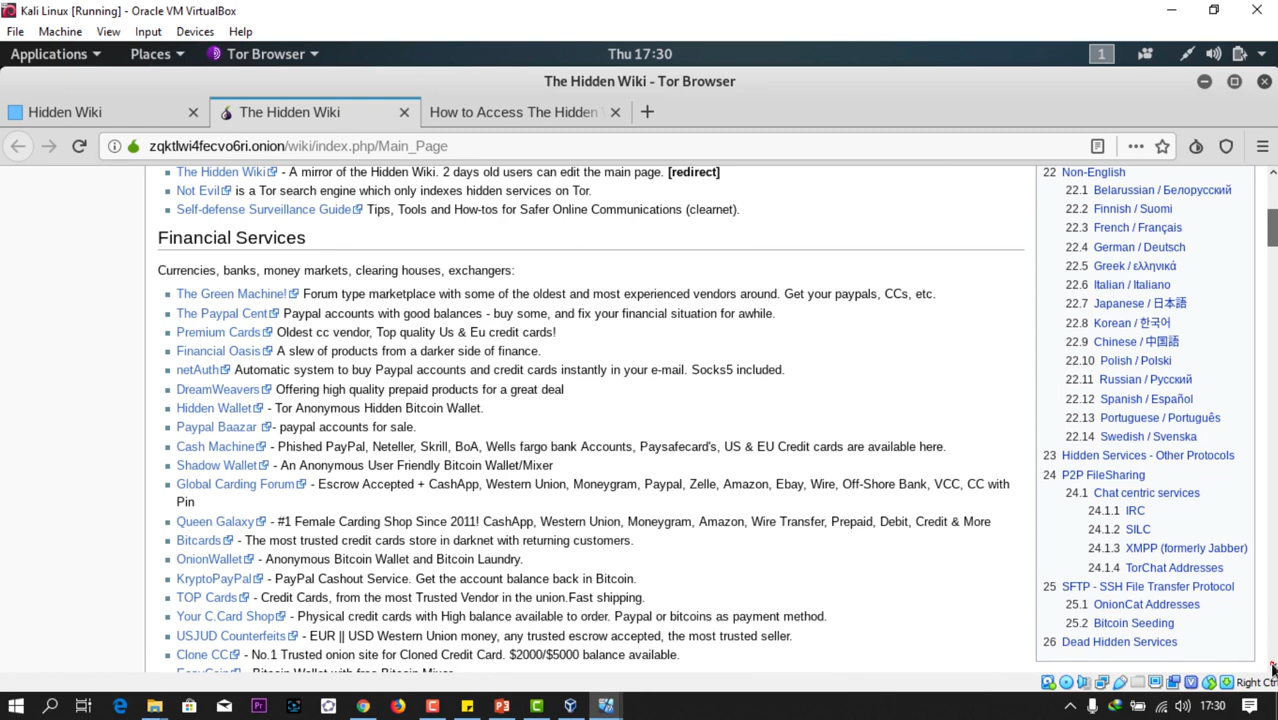 Kali Linux [Running] - Oracle VM VirtualBox
File Machine View Input Devices Help
Applications Places Tor Browser Thu 17:30 1
The Hidden Wiki - Tor Browser
Hidden Wiki The Hidden Wiki How to Access The Hidden
zqktlwi4fecvo6ri.onion/wiki/index.php/Main_Page
The Hidden Wiki - A mirror of the Hidden Wiki. 2 days old users can edit the main page. [redirect]
Not Evil is a Tor search engine which only indexes hidden services on Tor.
Self-defense Surveillance Guide Tips, Tools and How-tos for Safer Online Communications (clearnet).
Financial Services
Currencies, banks, money markets, clearing houses, exchangers:
The Green Machine! Forum type marketplace with some of the oldest and most experienced vendors around. Get your paypals, CCs, etc.
The Paypal Cent Paypal accounts with good balances - buy some, and fix your financial situation for awhile.
Premium Cards Oldest cc vendor, Top quality Us & Eu credit cards!
Financial Oasis A slew of products from a darker side of finance.
netAuth Automatic system to buy Paypal accounts and credit cards instantly in your e-mail. Socks5 included.
DreamWeavers Offering high quality prepaid products for a great deal
Hidden Wallet - Tor Anonymous Hidden Bitcoin Wallet.
Paypal Baazar - paypal accounts for sale.
Cash Machine - Phished PayPal, Neteller, Skrill, BoA, Wells fargo bank Accounts, Paysafecard's, US & EU Credit cards are available here.
Shadow Wallet - An Anonymous User Friendly Bitcoin Wallet/Mixer
Global Carding Forum - Escrow Accepted + CashApp, Western Union, Moneygram, Paypal, Zelle, Amazon, Ebay, Wire, Off-Shore Bank, VCC, CC with
Pin
Queen Galaxy - #1 Female Carding Shop Since 2011! CashApp, Western Union, Moneygram, Amazon, Wire Transfer, Prepaid, Debit, Credit & More
Bitcards - The most trusted credit cards store in darknet with returning customers.
OnionWallet - Anonymous Bitcoin Wallet and Bitcoin Laundry.
KryptoPayPal - PayPal Cashout Service. Get the account balance back in Bitcoin.
TOP Cards - Credit Cards, from the most Trusted Vendor in the union.Fast shipping.
Your C.Card Shop - Physical credit cards with High balance available to order. Paypal or bitcoins as payment method.
USJUD Counterfeits - EUR || USD Western Union money, any trusted escrow accepted, the most trusted seller.
Clone CC - No.1 Trusted onion site for Cloned Credit Card. $2000/$5000 balance available.
EasyCoin - Bitcoin Wallet with free Bitcoin Mixer
22 Non-English
22.1 Belarussian / Белорусский
22.2 Finnish / Suomi
22.3 French / Français
22.4 German / Deutsch
22.5 Greek / ελληνικά
22.6 Italian / Italiano
22.7 Japanese / 日本語
22.8 Korean / 한국어
22.9 Chinese / 中国語
22.10 Polish / Polski
22.11 Russian / Русский
22.12 Spanish / Español
22.13 Portuguese / Português
22.14 Swedish / Svenska
23 Hidden Services - Other Protocols
24 P2P FileSharing
24.1 Chat centric services
24.1.1 IRC
24.1.2 SILC
24.1.3 XMPP (formerly Jabber)
24.1.4 TorChat Addresses
25 SFTP - SSH File Transfer Protocol
25.1 OnionCat Addresses
25.2 Bitcoin Seeding
26 Dead Hidden Services
Right Ctrl
17:30